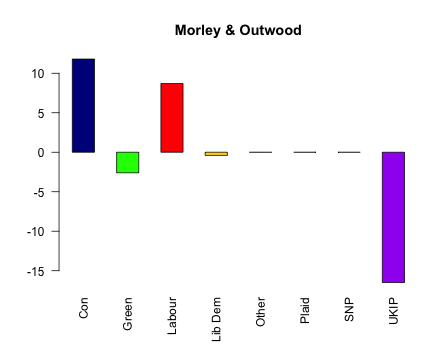 Morley & Outwood
10
5
0
-5
-10
-15
Con
Green
Labour
Lib Dem
Other
Plaid
SNP
UKIP